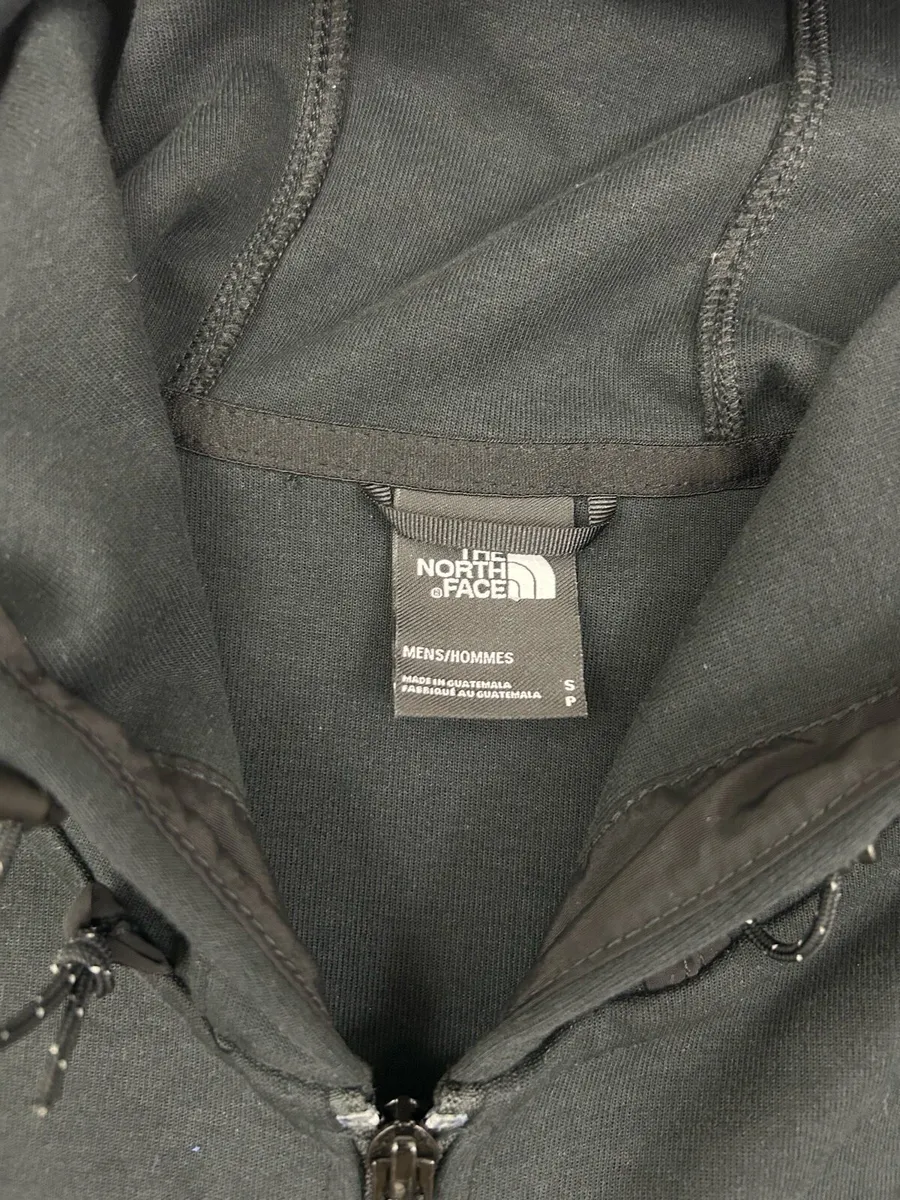 THE
NORTH
FACE
®
MENS/HOMMES
MADE IN GUATEMALA
FABRIQUÉ AU GUATEMALA
S
P